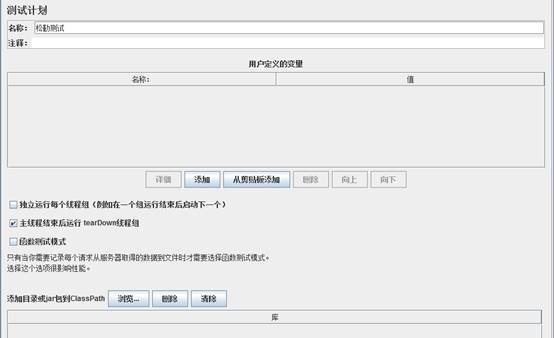 测试计划
名称: 松勤测试
注释:
用户定义的变量
名称: 值
详细 添加 从剪贴板添加 删除 向上 向下
独立运行每个线程组（例如在一个组运行结束后启动下一个）
主线程结束后运行 tearDown线程组
函数测试模式
只有当你需要记录每个请求从服务器取得的数据到文件时才需要选择函数测试模式。
选择这个选项很影响性能。
添加目录或jar包到ClassPath 浏览... 删除 清除
库